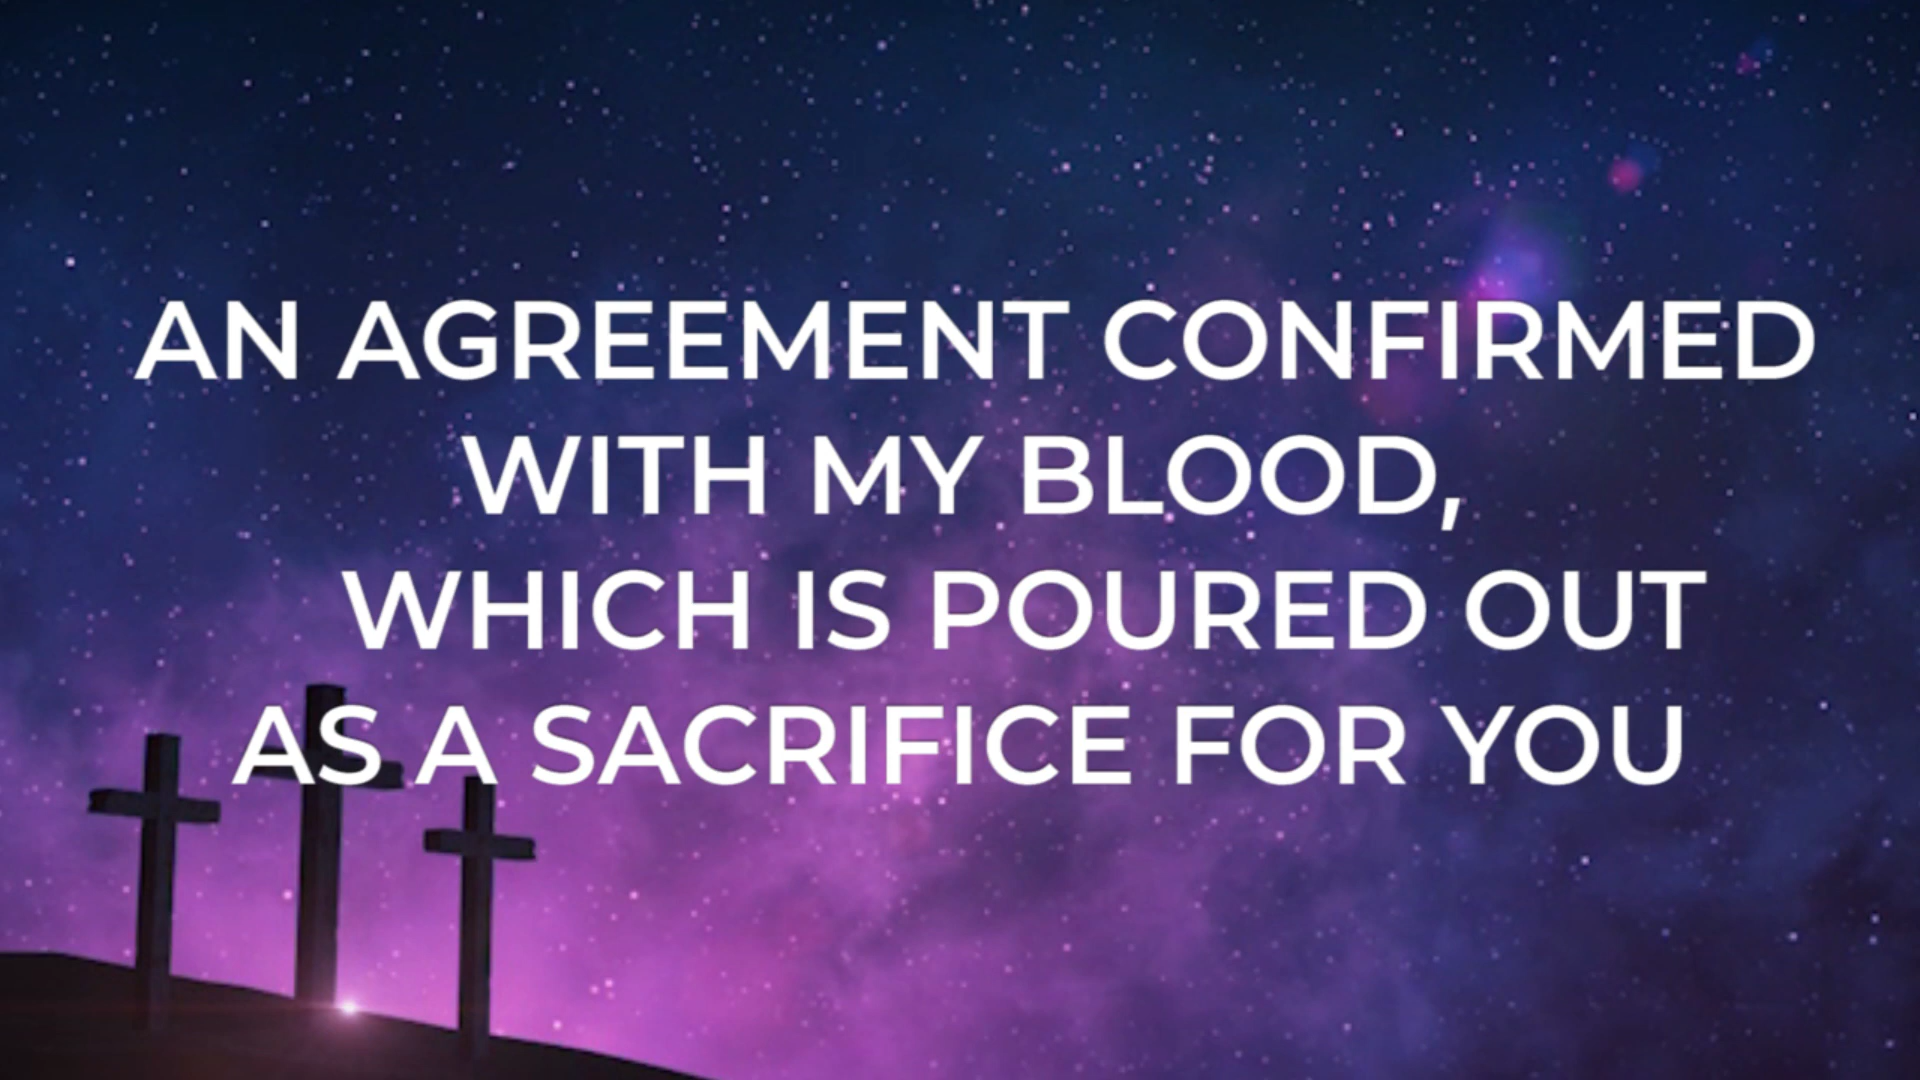 AN AGREEMENT CONFIRMED
WITH MY BLOOD,
WHICH IS POURED OUT
AS A SACRIFICE FOR YOU